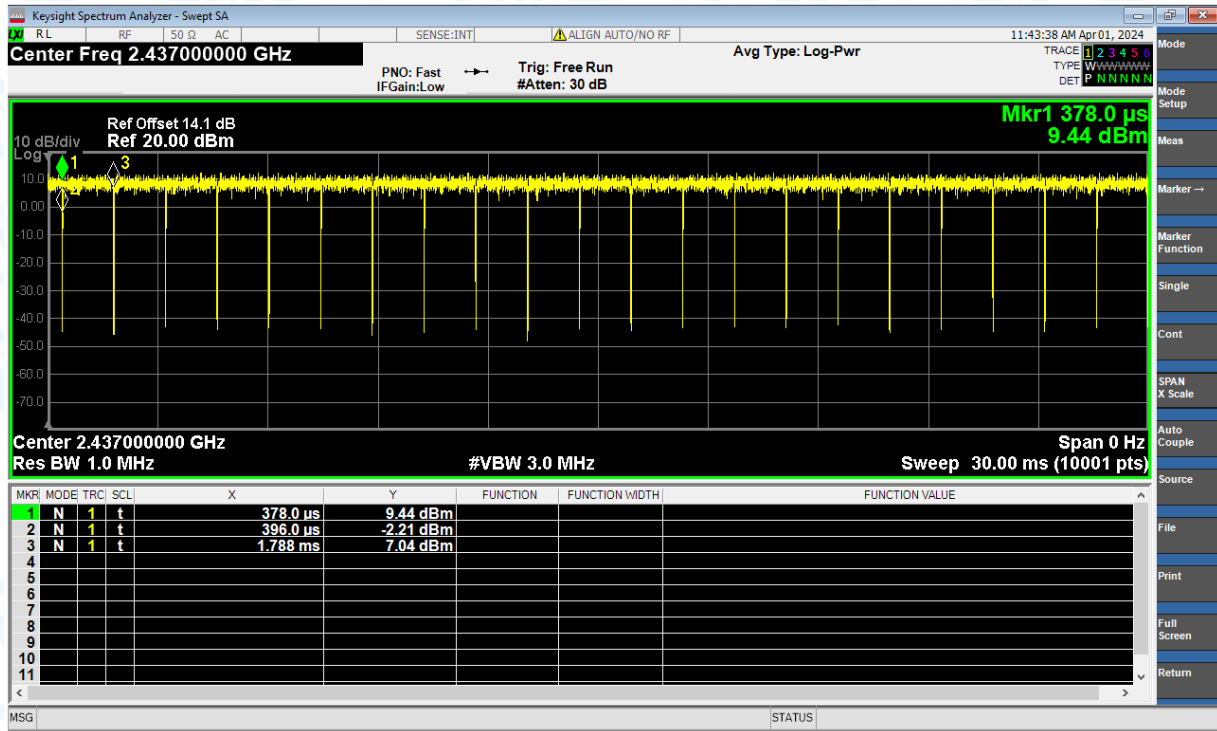 Keysight Spectrum Analyzer - Swept SA
LXI RL RF 50 Ω AC SENSE:INT ALIGN AUTO/NO RF 11:43:38 AM Apr 01, 2024
Center Freq 2.437000000 GHz
Avg Type: Log-Pwr
TRACE 1 2 3 4 5 6
TYPE WWWWWW
DET P N N N N N
PNO: Fast Trig: Free Run
IFGain:Low #Atten: 30 dB
Mkr1 378.0 µs
9.44 dBm
Ref Offset 14.1 dB
10 dB/div Ref 20.00 dBm
Log
1 3
2
10.0
0.00
-10.0
-20.0
-30.0
-40.0
-50.0
-60.0
-70.0
Center 2.437000000 GHz Span 0 Hz
Res BW 1.0 MHz #VBW 3.0 MHz Sweep 30.00 ms (10001 pts)
MKR MODE TRC SCL X Y FUNCTION FUNCTION WIDTH FUNCTION VALUE
1 N 1 t 378.0 µs 9.44 dBm
2 N 1 t 396.0 µs -2.21 dBm
3 N 1 t 1.788 ms 7.04 dBm
4
5
6
7
8
9
10
11
MSG STATUS
Mode
Mode
Setup
Meas
Marker→
Marker
Function
Single
Cont
SPAN
X Scale
Auto
Couple
Source
File
Print
Full
Screen
Return